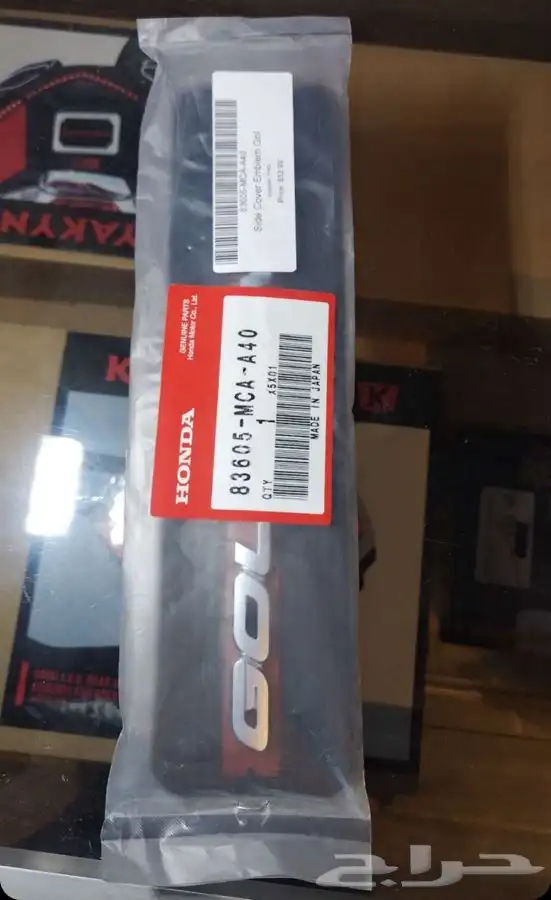 83605-MCA-A40
Side Cover Emblem Gol
GENUINE PARTS
Honda Motor Co., Ltd.
HONDA
83605-MCA-A40
QTY 1 A5X01
MADE IN JAPAN
GOL
YAKYN
K
K
حراج